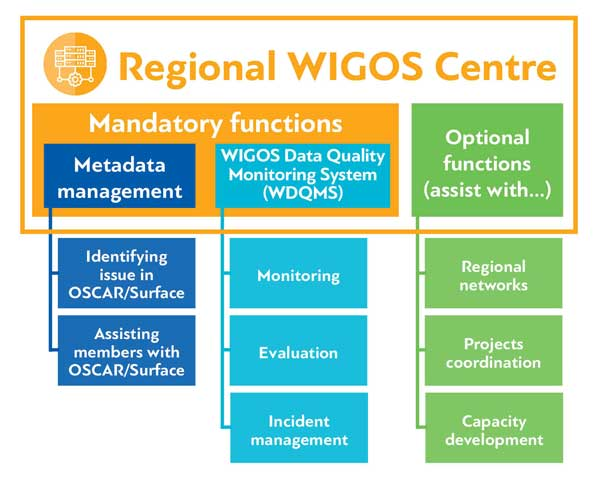 Regional WIGOS Centre
Mandatory functions
Metadata
management
WIGOS Data Quality
Monitoring System
(WDQMS)
Optional
functions
(assist with...)
Identifying
issue in
OSCAR/Surface
Assisting
members with
OSCAR/Surface
Monitoring
Evaluation
Incident
management
Regional
networks
Projects
coordination
Capacity
development